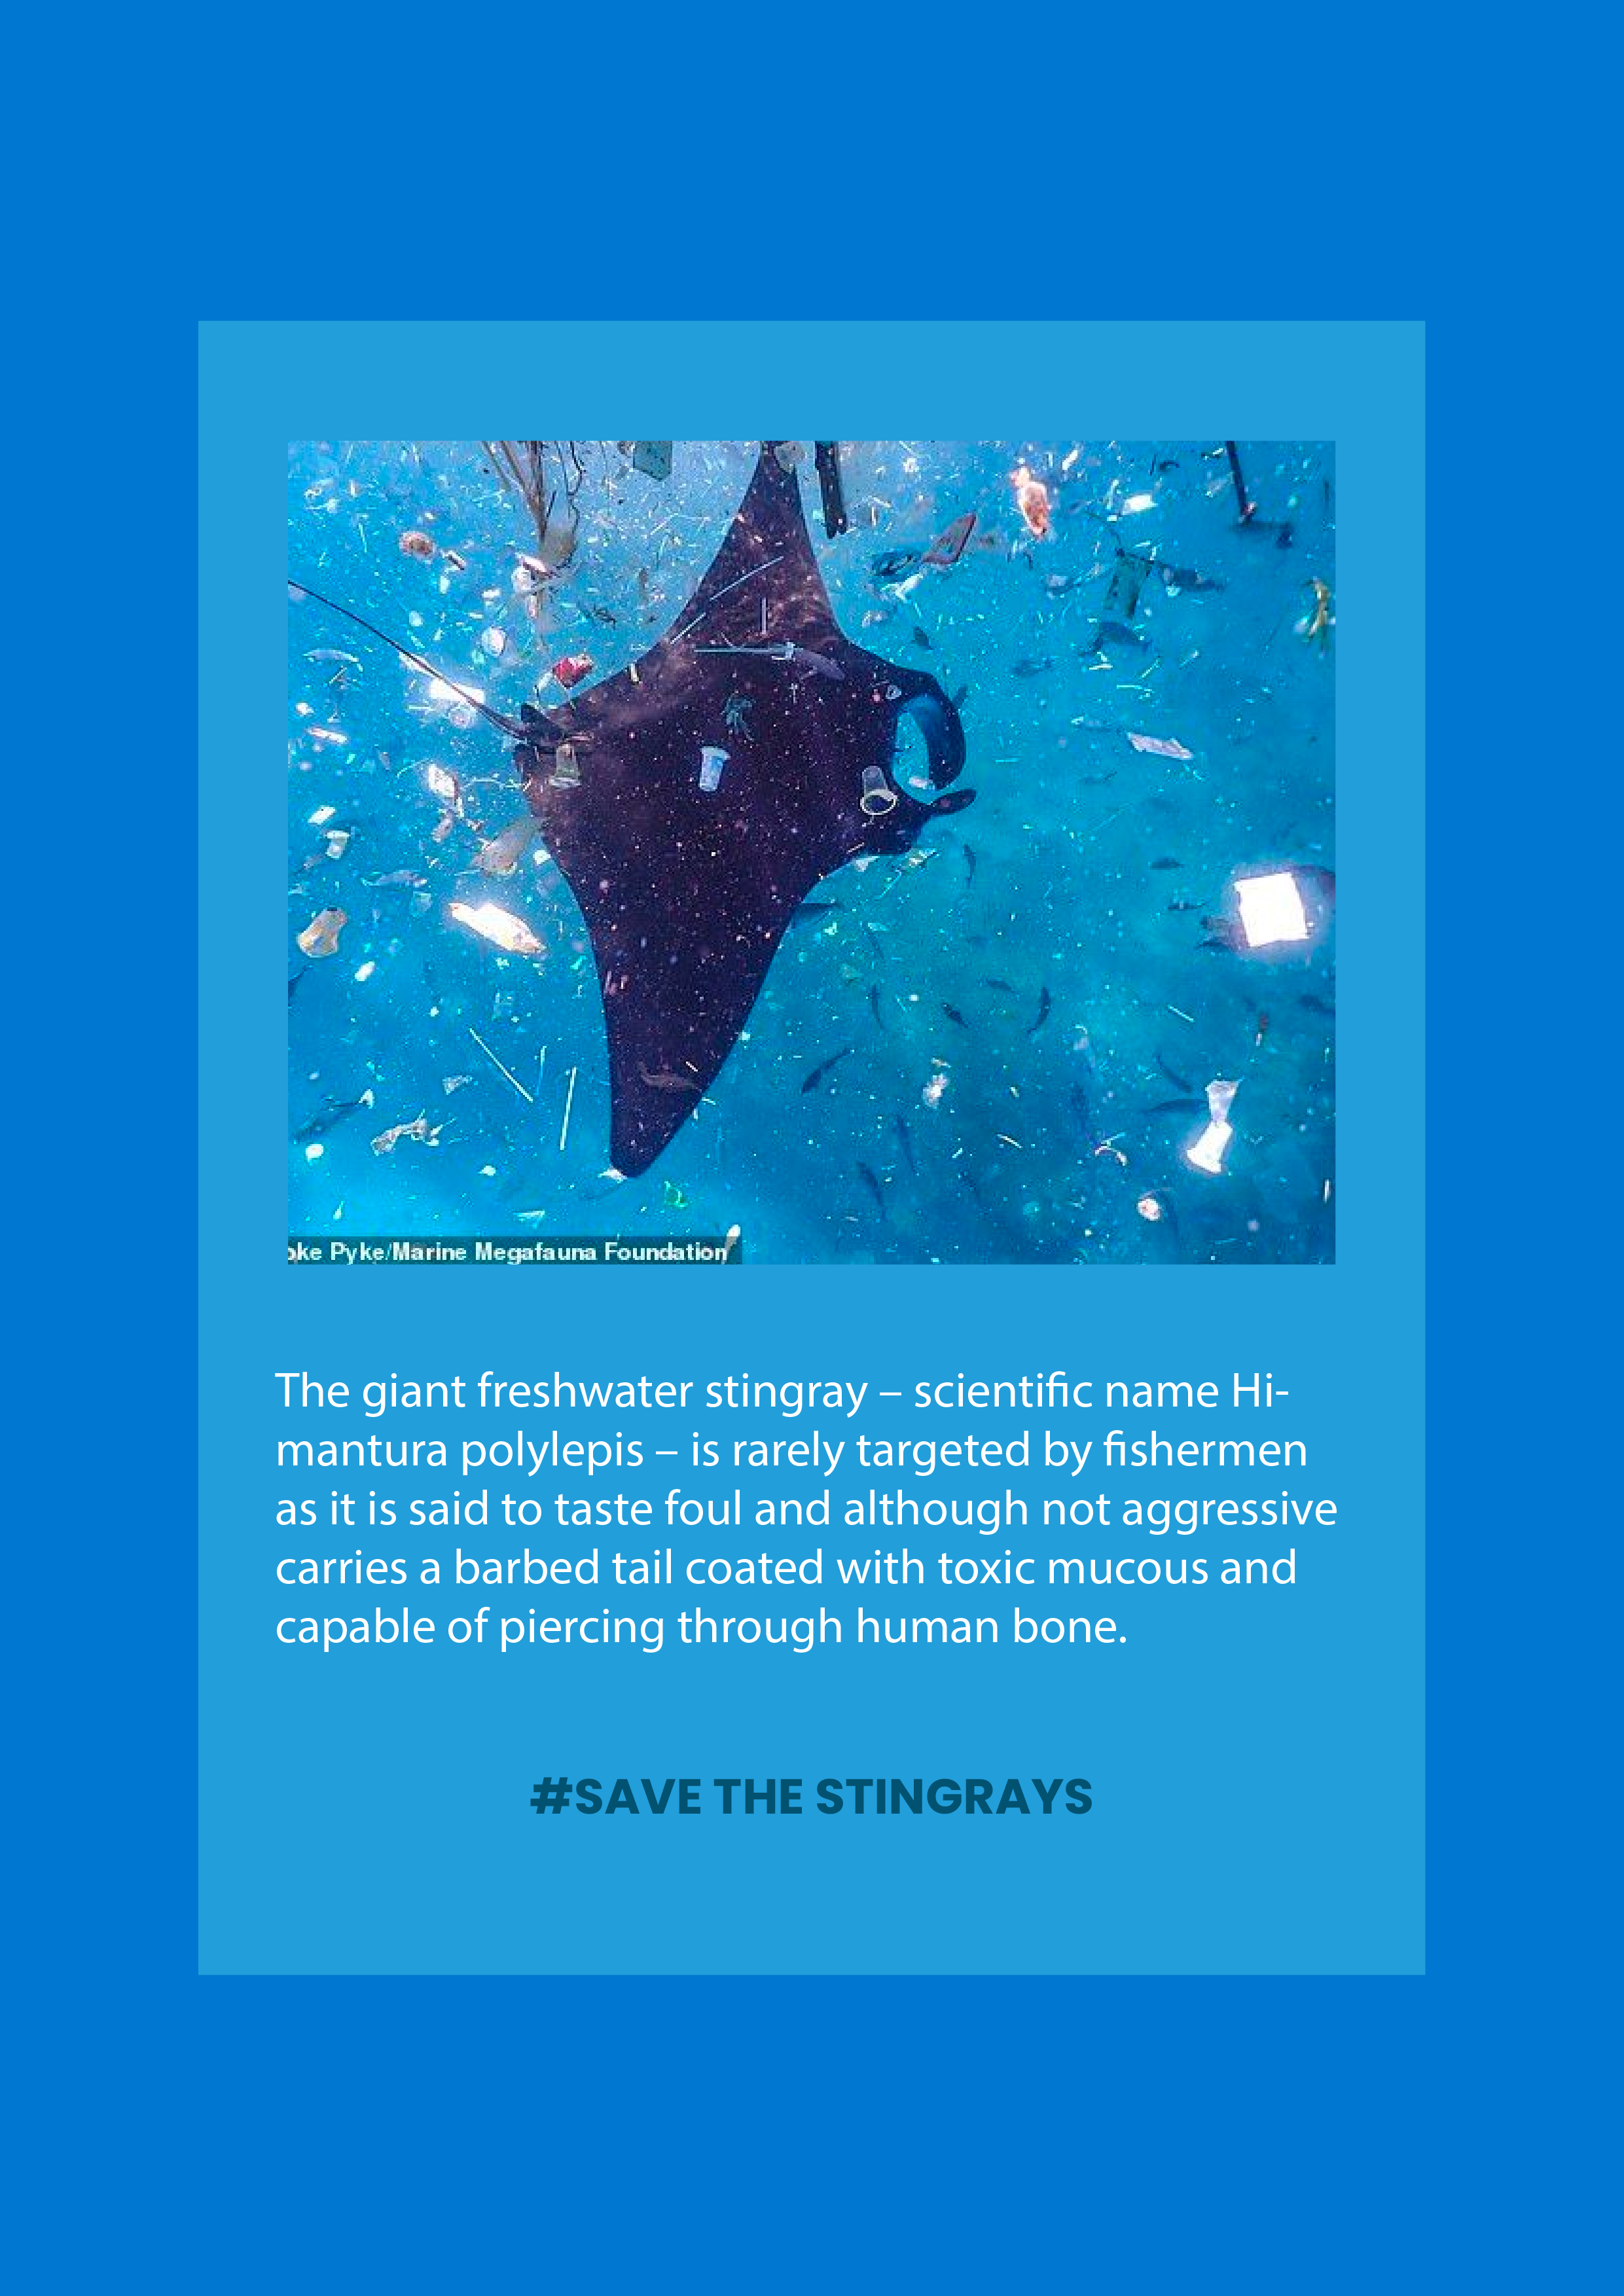 oke Pyke/Marine Megafauna Foundation
The giant freshwater stingray – scientific name Hi-
mantura polylepis – is rarely targeted by fishermen
as it is said to taste foul and although not aggressive
carries a barbed tail coated with toxic mucous and
capable of piercing through human bone.
#SAVE THE STINGRAYS